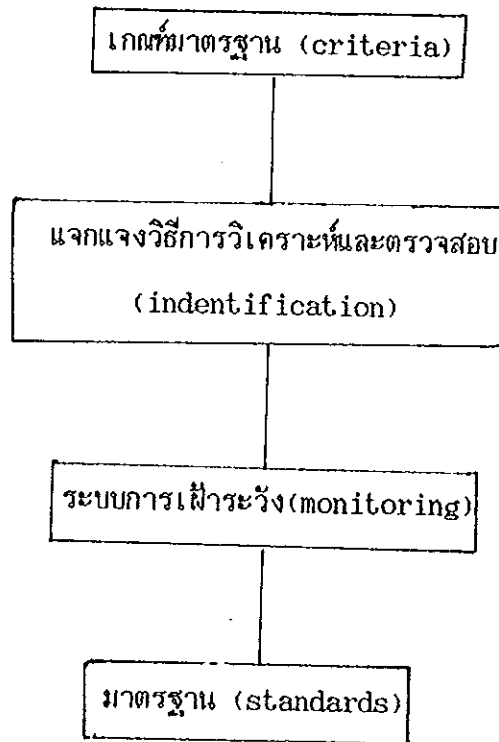 เกณฑ์มาตรฐาน (criteria)
แจกแจงวิธีการวิเคราะห์และตรวจสอบ
(indentification)
ระบบการเฝ้าระวัง(monitoring)
มาตรฐาน (standards)